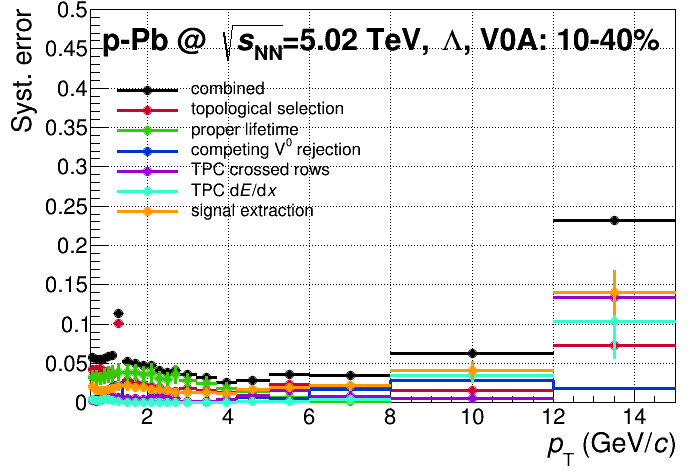 p-Pb @ √sNN=5.02 TeV, Λ, V0A: 10-40%
Syst. error
combined
topological selection
proper lifetime
competing V⁰ rejection
TPC crossed rows
TPC dE/dx
signal extraction
0.5
0.45
0.4
0.35
0.3
0.25
0.2
0.15
0.1
0.05
0
2 4 6 8 10 12 14
pT (GeV/c)